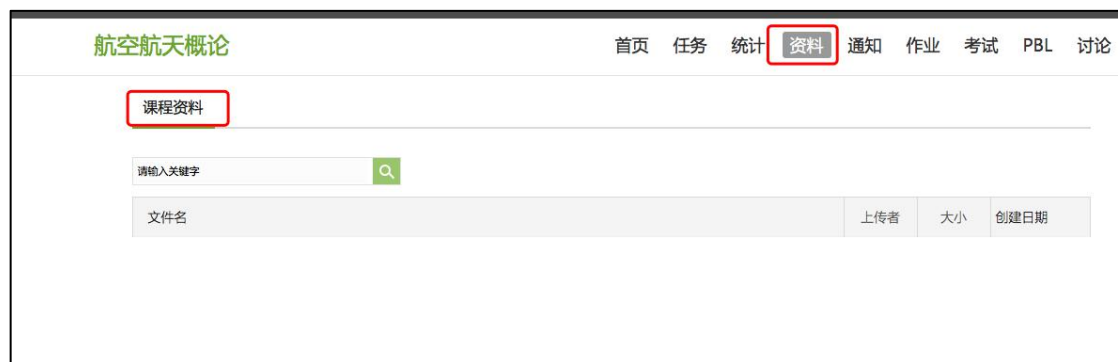 航空航天概论 首页 任务 统计 资料 通知 作业 考试 PBL 讨论
课程资料
请输入关键字
文件名 上传者 大小 创建日期